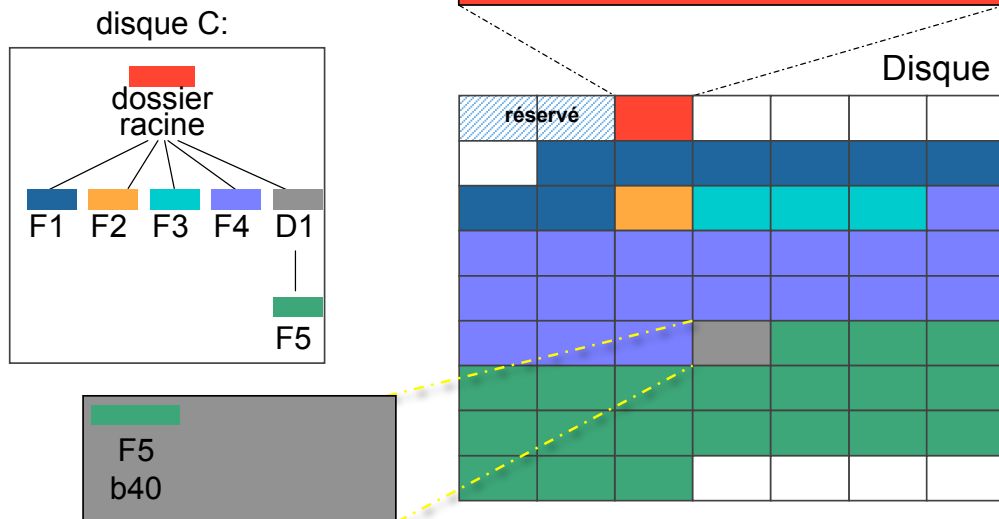 disque C:
dossier
racine
F1 F2 F3 F4 D1
F5
Disque
réservé
F5
b40